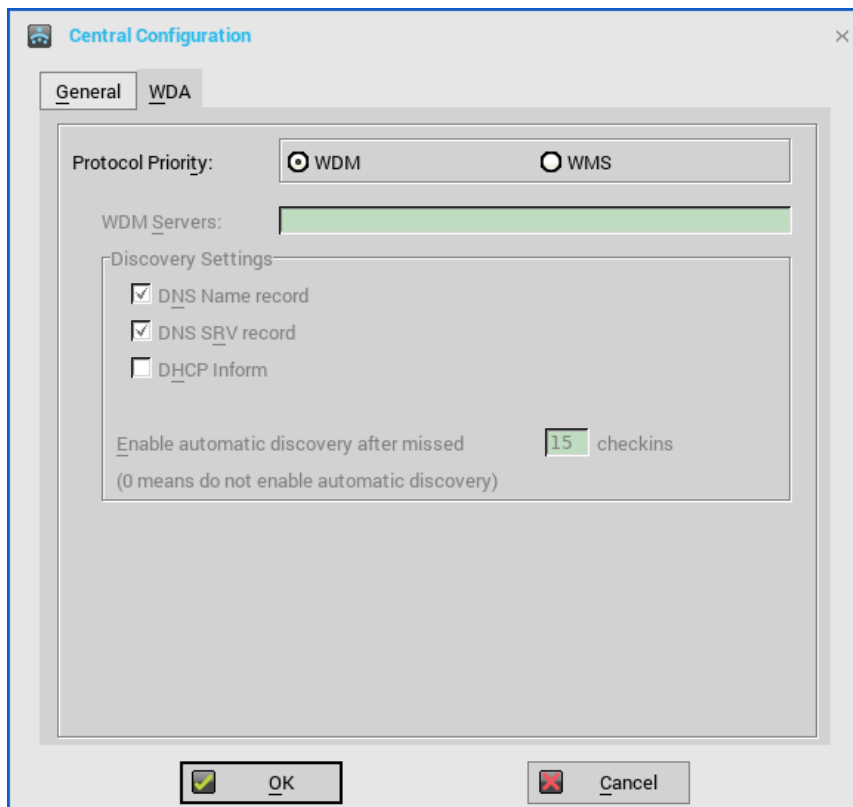 Central Configuration
General WDA
Protocol Priority: WDM WMS
WDM Servers:
Discovery Settings
DNS Name record
DNS SRV record
DHCP Inform
Enable automatic discovery after missed 15 checkins
(0 means do not enable automatic discovery)
OK Cancel